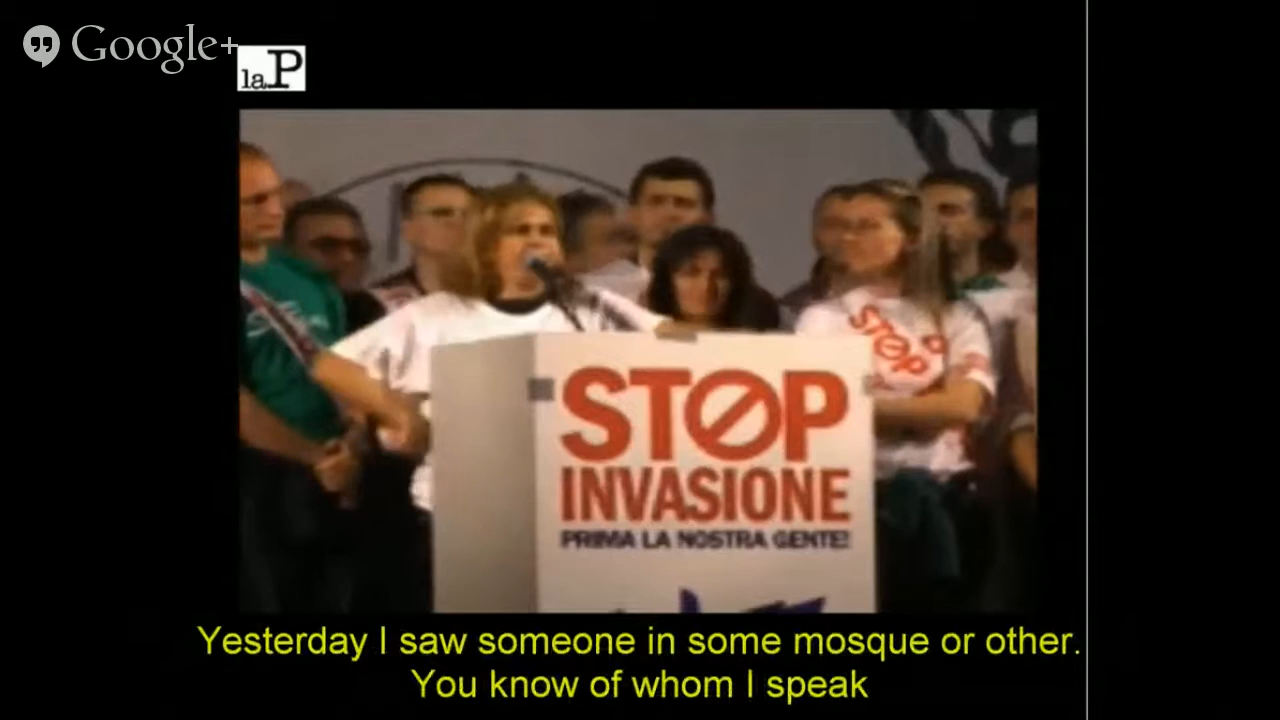 Google+
la P
STOP
INVASIONE
PRIMA LA NOSTRA GENTE!
STOP
Yesterday I saw someone in some mosque or other.
You know of whom I speak